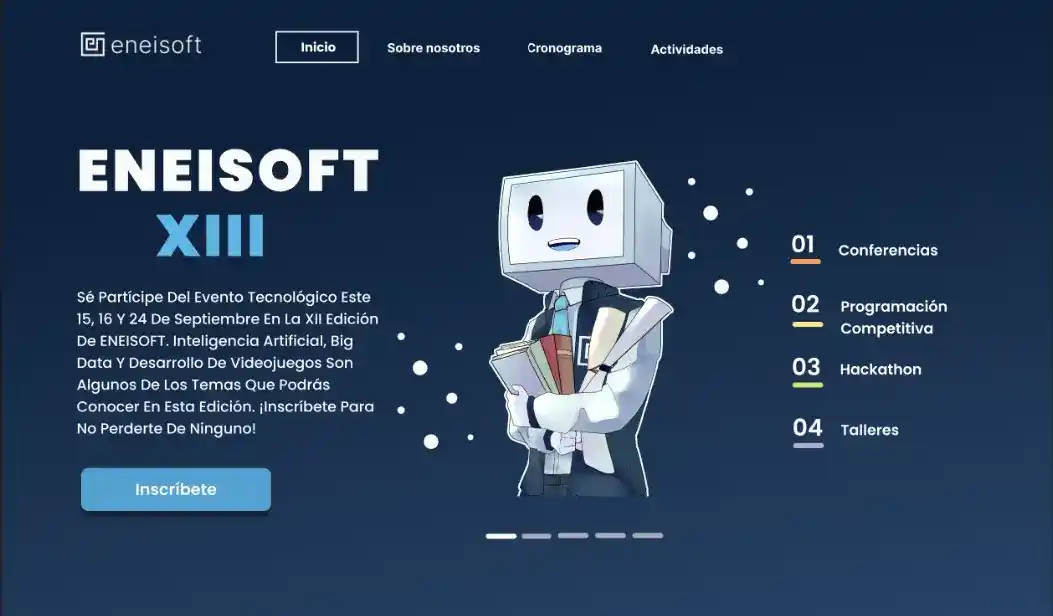 eneisoft
Inicio
Sobre nosotros
Cronograma
Actividades
ENEISOFT
XIII
Sé Partícipe Del Evento Tecnológico Este
15, 16 Y 24 De Septiembre En La XII Edición
De ENEISOFT. Inteligencia Artificial, Big
Data Y Desarrollo De Videojuegos Son
Algunos De Los Temas Que Podrás
Conocer En Esta Edición. ¡Inscríbete Para
No Perderte De Ninguno!
Inscríbete
01 Conferencias
02 Programación
Competitiva
03 Hackathon
04 Talleres